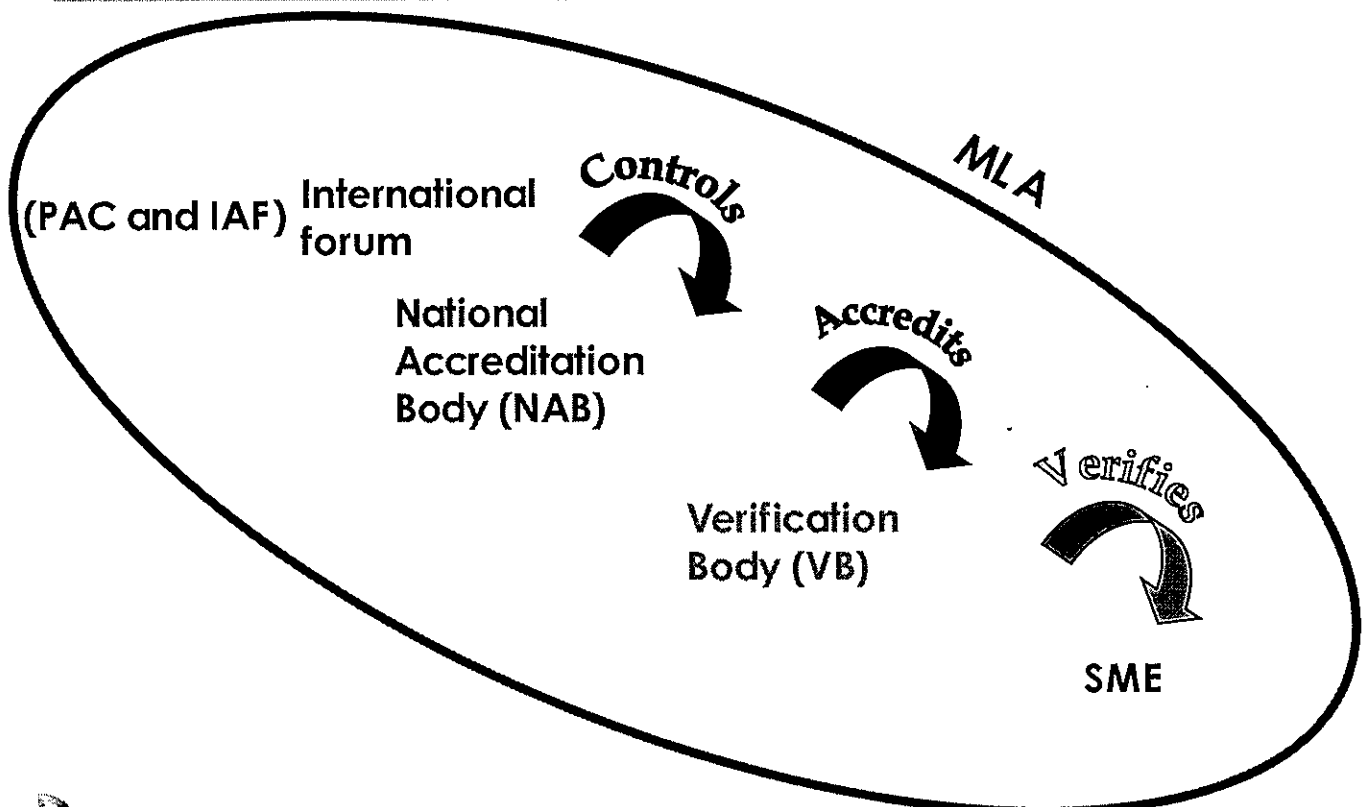 MLA
Controls
(PAC and IAF) International
forum
Accredits
National
Accreditation
Body (NAB)
Verifies
Verification
Body (VB)
SME